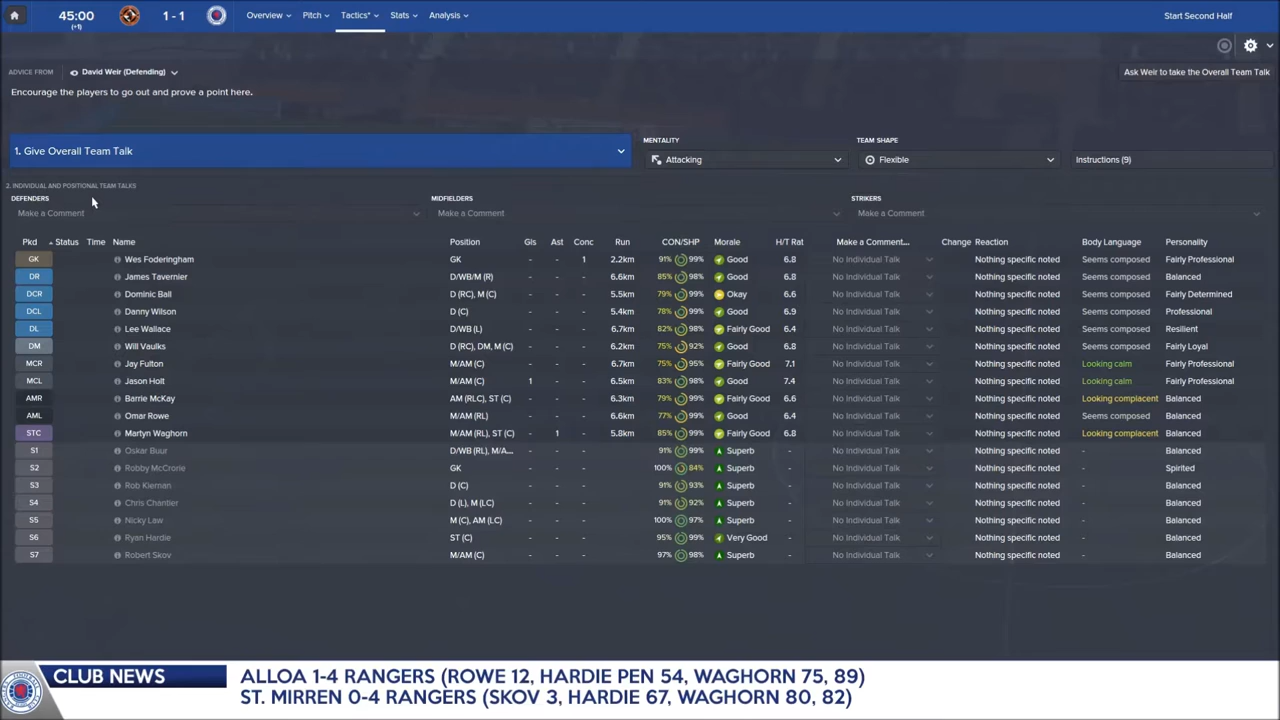 45:00 1 - 1 Overview Pitch Tactics* Stats Analysis Start Second Half
(+1)
ADVICE FROM David Weir (Defending) Ask Weir to take the Overall Team Talk
Encourage the players to go out and prove a point here.
MENTALITY TEAM SHAPE
1. Give Overall Team Talk Attacking Flexible Instructions (9)
2. INDIVIDUAL AND POSITIONAL TEAM TALKS
DEFENDERS MIDFIELDERS STRIKERS
Make a Comment Make a Comment Make a Comment
Pkd Status Time Name Position Gls Ast Conc Run CON/SHP Morale H/T Rat Make a Comment... Change Reaction Body Language Personality
GK Wes Foderingham GK - - 1 2.2km 91% 99% Good 6.8 No Individual Talk Nothing specific noted Seems composed Fairly Professional
DR James Tavernier D/WB/M (R) - - - 6.6km 85% 98% Good 6.8 No Individual Talk Nothing specific noted Seems composed Balanced
DCR Dominic Ball D (RC), M (C) - - - 5.5km 79% 99% Okay 6.6 No Individual Talk Nothing specific noted Seems composed Fairly Determined
DCL Danny Wilson D (C) - - - 5.4km 78% 99% Good 6.9 No Individual Talk Nothing specific noted Seems composed Professional
DL Lee Wallace D/WB (L) - - - 6.7km 82% 98% Fairly Good 6.4 No Individual Talk Nothing specific noted Seems composed Resilient
DM Will Vaulks D (RC), DM, M (C) - - - 6.2km 75% 92% Good 6.8 No Individual Talk Nothing specific noted Seems composed Fairly Loyal
MCR Jay Fulton M/AM (C) - - - 6.7km 75% 95% Fairly Good 7.1 No Individual Talk Nothing specific noted Looking calm Fairly Professional
MCL Jason Holt M/AM (C) 1 - - 6.5km 83% 98% Good 7.4 No Individual Talk Nothing specific noted Looking calm Fairly Professional
AMR Barrie McKay AM (RLC), ST (C) - - - 6.3km 79% 99% Fairly Good 6.6 No Individual Talk Nothing specific noted Looking complacent Balanced
AML Omar Rowe M/AM (RL) - - - 6.6km 77% 99% Good 6.4 No Individual Talk Nothing specific noted Seems composed Balanced
STC Martyn Waghorn M/AM (RL), ST (C) - 1 - 5.8km 85% 99% Fairly Good 6.8 No Individual Talk Nothing specific noted Looking complacent Balanced
S1 Oskar Buur D/WB (RL), M/A... - - - 91% 99% Superb - No Individual Talk Nothing specific noted - Balanced
S2 Robby McCrorie GK - - - 100% 84% Superb - No Individual Talk Nothing specific noted - Spirited
S3 Rob Kiernan D (C) - - - 91% 93% Superb - No Individual Talk Nothing specific noted - Balanced
S4 Chris Chantler D (L), M (LC) - - - 91% 92% Superb - No Individual Talk Nothing specific noted - Balanced
S5 Nicky Law M (C), AM (LC) - - - 100% 97% Superb - No Individual Talk Nothing specific noted - Balanced
S6 Ryan Hardie ST (C) - - - 95% 99% Very Good - No Individual Talk Nothing specific noted - Balanced
S7 Robert Skov M/AM (C) - - - 97% 98% Superb - No Individual Talk Nothing specific noted - Balanced
CLUB NEWS ALLOA 1-4 RANGERS (ROWE 12, HARDIE PEN 54, WAGHORN 75, 89)
ST. MIRREN 0-4 RANGERS (SKOV 3, HARDIE 67, WAGHORN 80, 82)